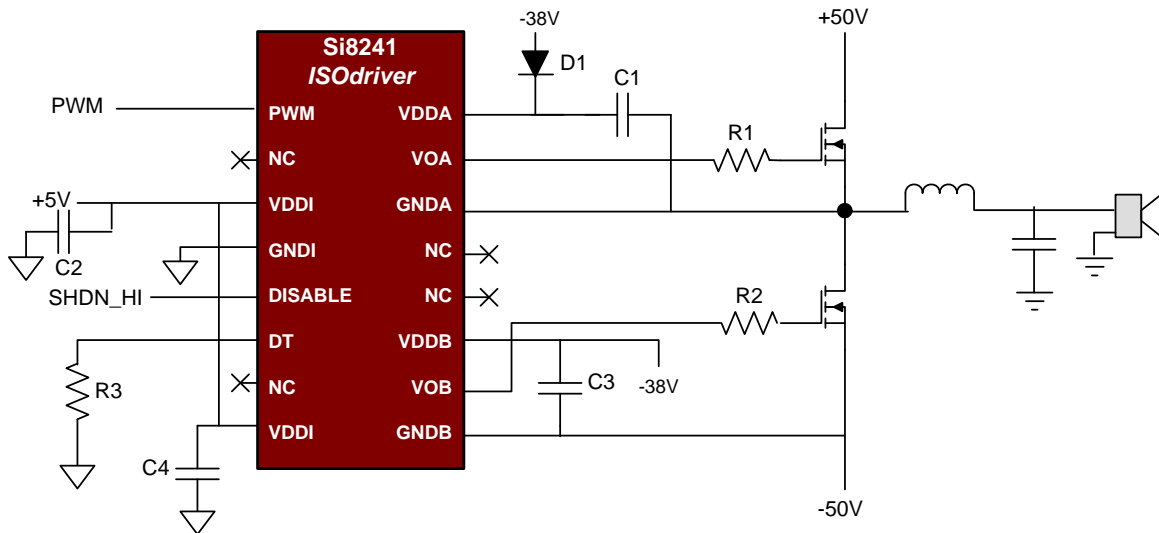 -38V
+50V
Si8241
ISOdriver
D1
C1
PWM
PWM
VDDA
NC
VOA
R1
+5V
VDDI
GNDA
C2
GNDI
NC
SHDN_HI
DISABLE
NC
R2
DT
VDDB
R3
NC
VOB
C3
-38V
VDDI
GNDB
C4
-50V